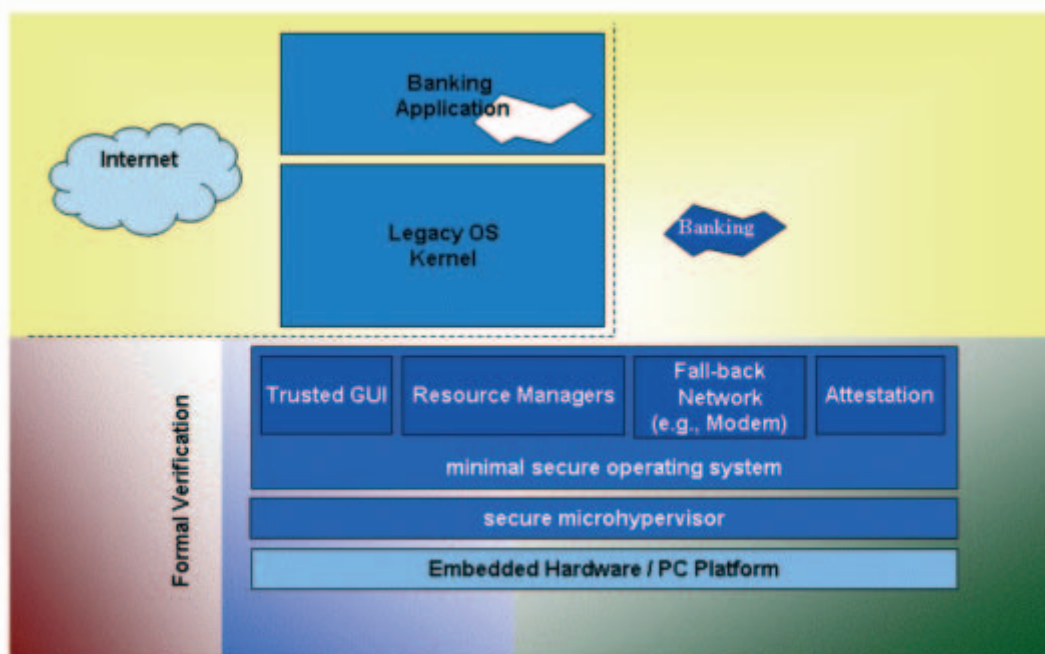 Banking
Application
Internet
Legacy OS
Kernel
Banking
Formal Verification
Trusted GUI
Resource Managers
Fall-back
Network
(e.g., Modem)
Attestation
minimal secure operating system
secure microhypervisor
Embedded Hardware / PC Platform